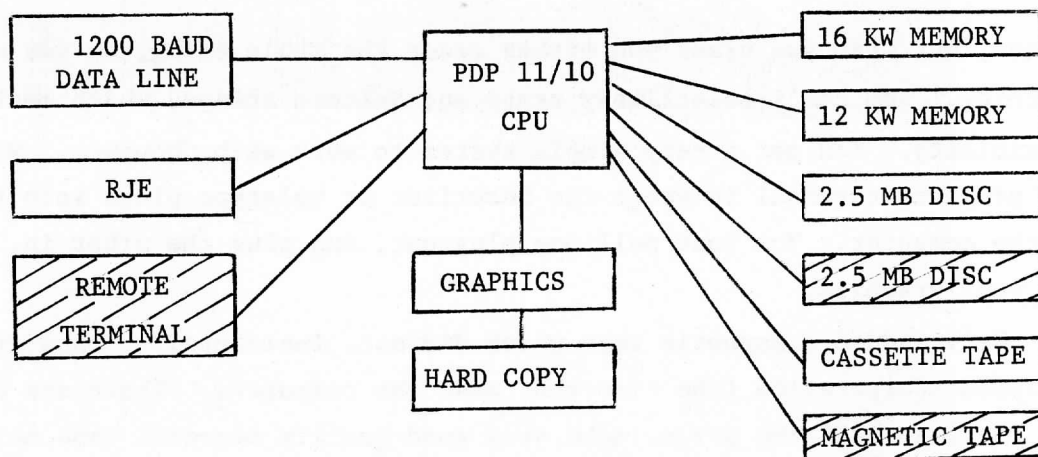 1200 BAUD
DATA LINE
RJE
REMOTE
TERMINAL
PDP 11/10
CPU
GRAPHICS
HARD COPY
16 KW MEMORY
12 KW MEMORY
2.5 MB DISC
2.5 MB DISC
CASSETTE TAPE
MAGNETIC TAPE